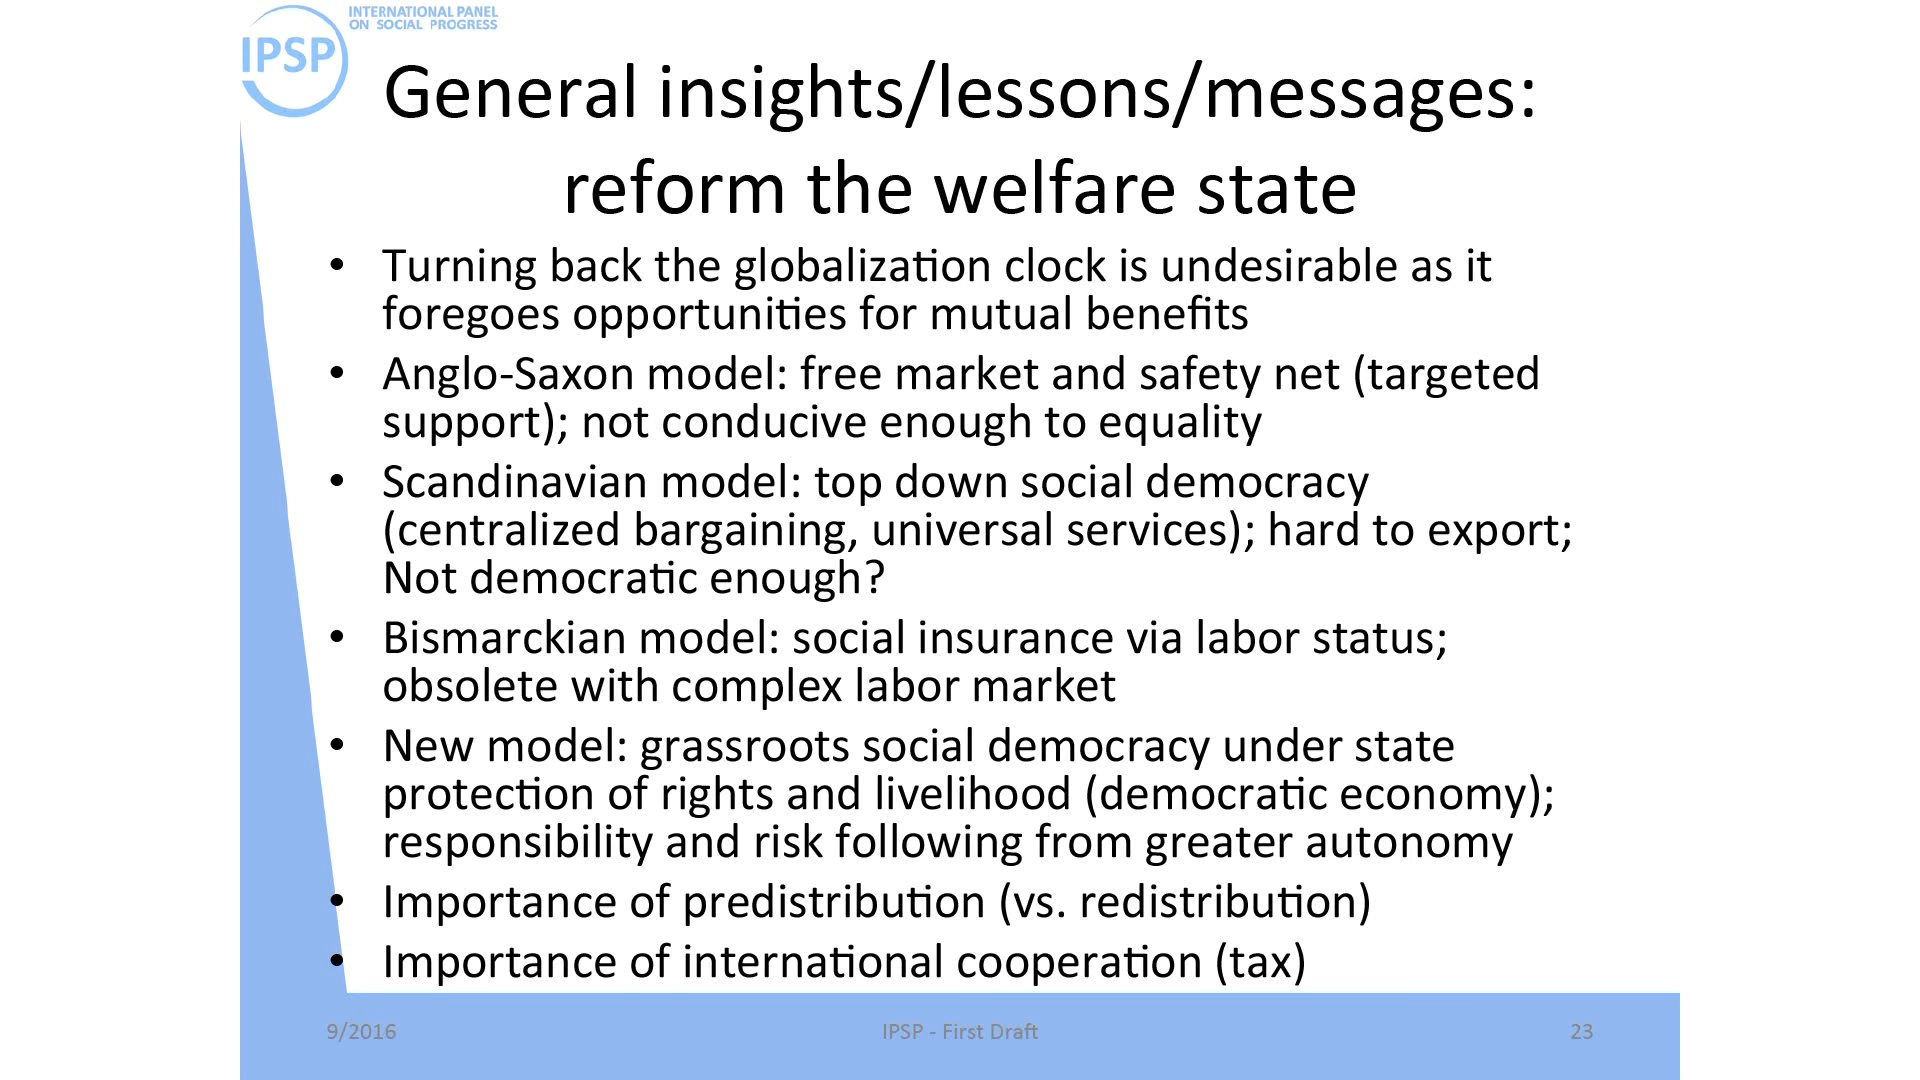 INTERNATIONAL PANEL
ON SOCIAL PROGRESS
IPSP
General insights/lessons/messages:
reform the welfare state
• Turning back the globalization clock is undesirable as it
foregoes opportunities for mutual benefits
• Anglo-Saxon model: free market and safety net (targeted
support); not conducive enough to equality
• Scandinavian model: top down social democracy
(centralized bargaining, universal services); hard to export;
Not democratic enough?
• Bismarckian model: social insurance via labor status;
obsolete with complex labor market
• New model: grassroots social democracy under state
protection of rights and livelihood (democratic economy);
responsibility and risk following from greater autonomy
• Importance of predistribution (vs. redistribution)
• Importance of international cooperation (tax)
9/2016
IPSP - First Draft
23